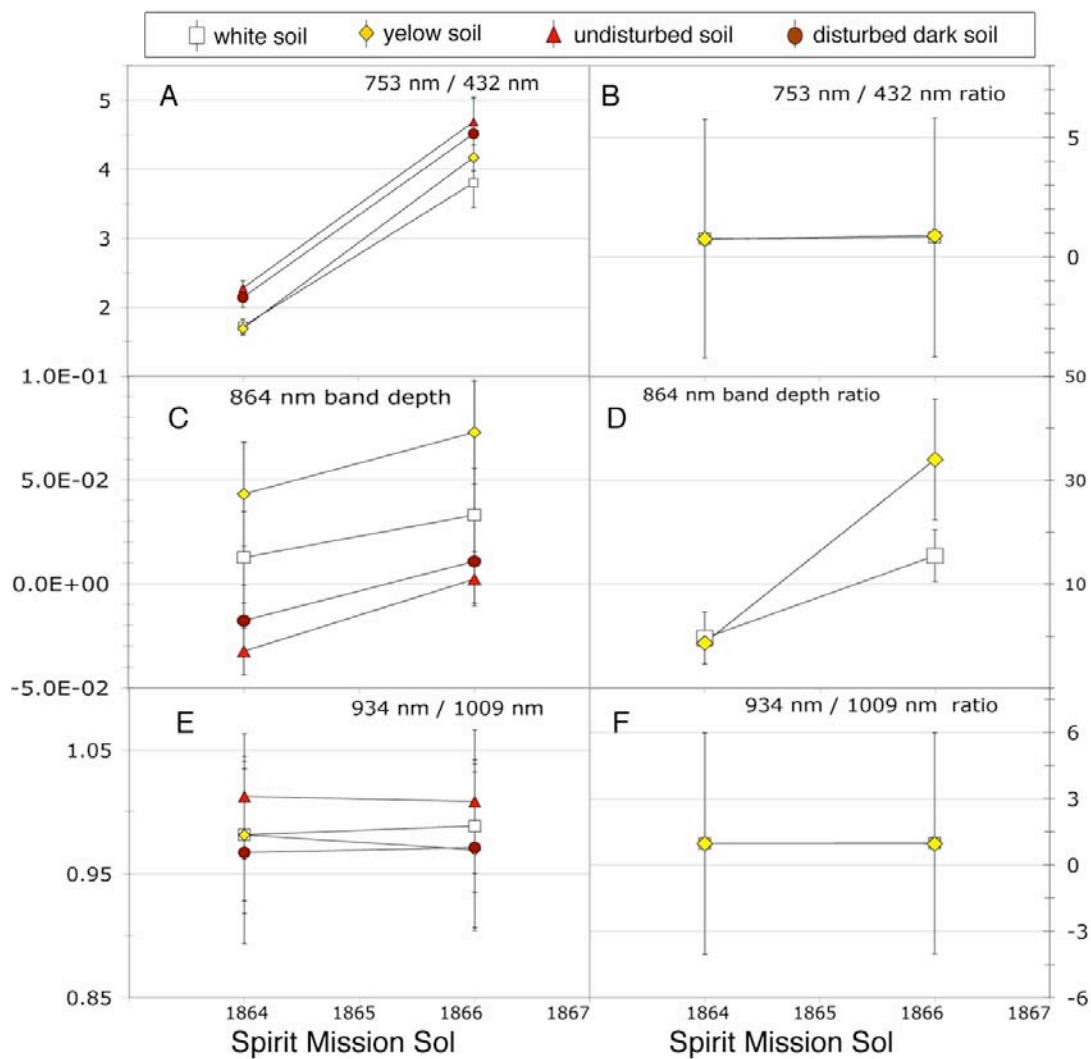 white soil yelow soil undisturbed soil disturbed dark soil
A 753 nm / 432 nm
5
4
3
2
B 753 nm / 432 nm ratio
5
0
1.0E-01
5.0E-02
0.0E+00
-5.0E-02
C 864 nm band depth
D 864 nm band depth ratio
50
30
10
E 934 nm / 1009 nm
1.05
0.95
0.85
F 934 nm / 1009 nm ratio
6
3
0
-3
-6
1864 1865 1866 1867
1864 1865 1866 1867
Spirit Mission Sol
Spirit Mission Sol